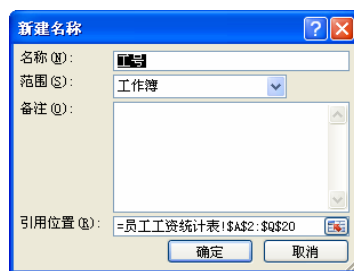 新建名称
名称(N): 工号
范围(S): 工作簿
备注(O):
引用位置(R): =员工工资统计表!$A$2:$Q$20
确定 取消